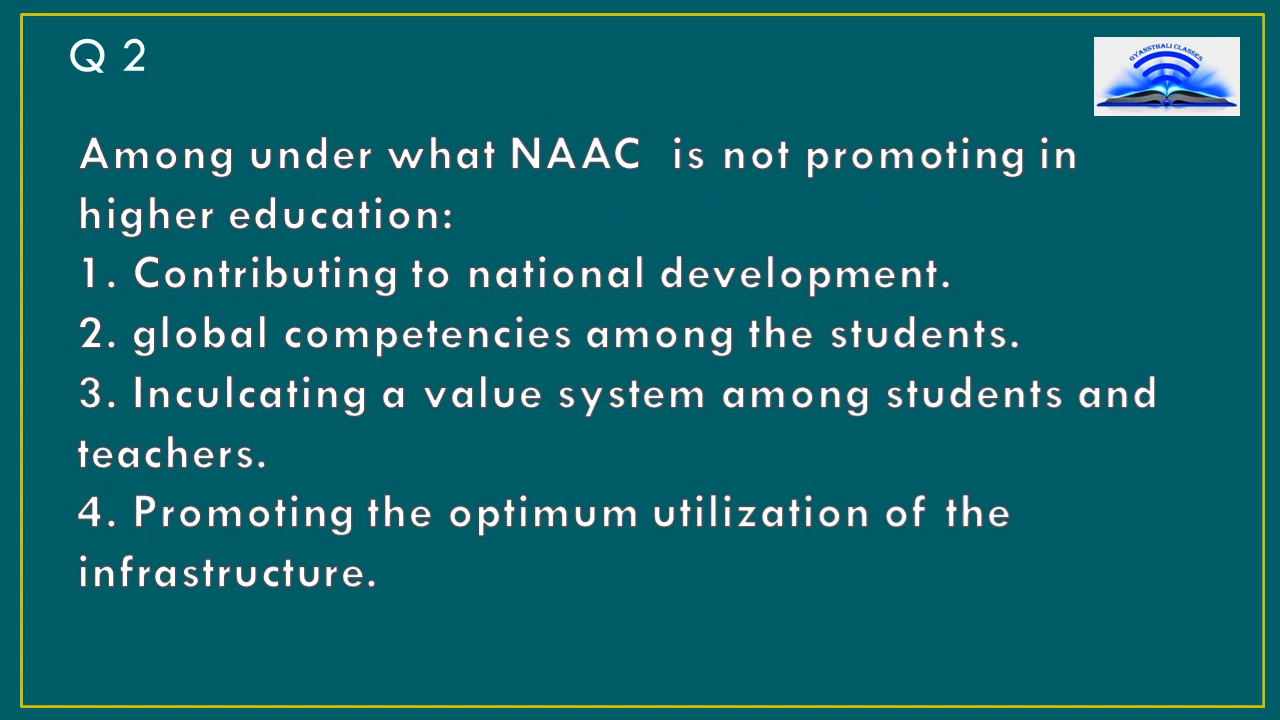 Q 2
GYANSTHALI CLASSES
Among under what NAAC  is not promoting in
higher education:
1. Contributing to national development.
2. global competencies among the students.
3. Inculcating a value system among students and
teachers.
4. Promoting the optimum utilization of the
infrastructure.